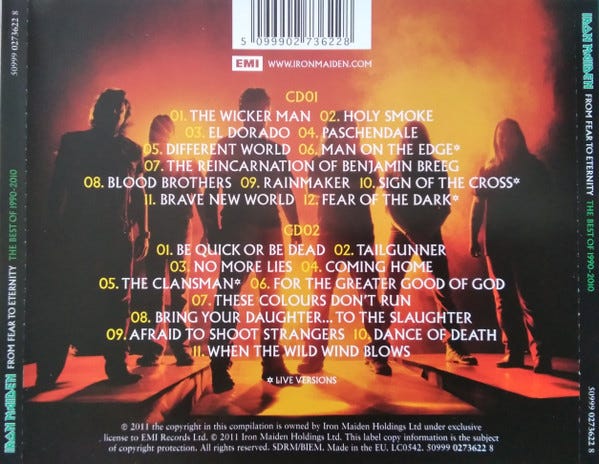 5 099902 736228
EMI WWW.IRONMAIDEN.COM
CD01
01. THE WICKER MAN 02. HOLY SMOKE
03. EL DORADO 04. PASCHENDALE
05. DIFFERENT WORLD 06. MAN ON THE EDGE*
07. THE REINCARNATION OF BENJAMIN BREEG
08. BLOOD BROTHERS 09. RAINMAKER 10. SIGN OF THE CROSS*
11. BRAVE NEW WORLD 12. FEAR OF THE DARK*
CD02
01. BE QUICK OR BE DEAD 02. TAILGUNNER
03. NO MORE LIES 04. COMING HOME
05. THE CLANSMAN* 06. FOR THE GREATER GOOD OF GOD
07. THESE COLOURS DON'T RUN
08. BRING YOUR DAUGHTER... TO THE SLAUGHTER
09. AFRAID TO SHOOT STRANGERS 10. DANCE OF DEATH
11. WHEN THE WILD WIND BLOWS
* LIVE VERSIONS
℗ 2011 the copyright in this compilation is owned by Iron Maiden Holdings Ltd under exclusive
license to EMI Records Ltd. © 2011 Iron Maiden Holdings Ltd. This label copy information is the subject
of copyright protection. All rights reserved. SDRM/BIEM. Made in the EU. LC0542. 50999 0273622 8
IRON MAIDEN FROM FEAR TO ETERNITY THE BEST OF 1990-2010 50999 0273622 8
IRON MAIDEN FROM FEAR TO ETERNITY THE BEST OF 1990-2010 50999 0273622 8